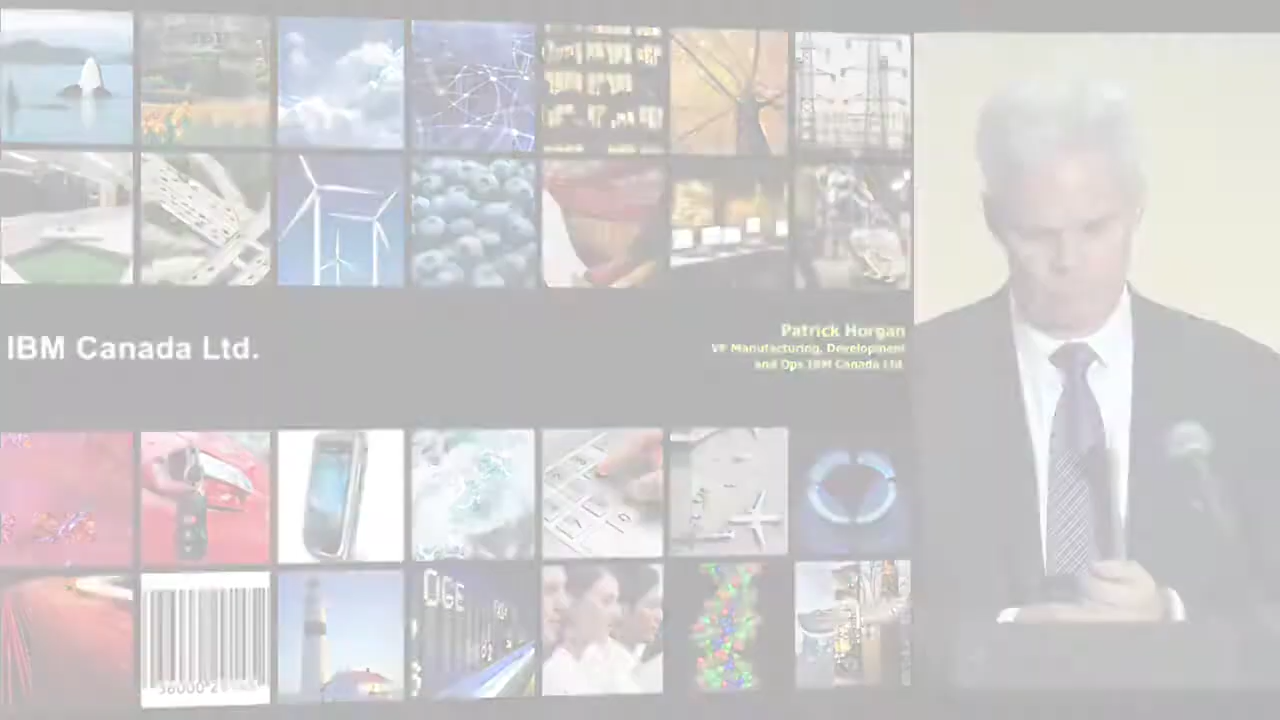 IBM Canada Ltd.
Patrick Horgan
VP Manufacturing, Development
and Ops IBM Canada Ltd.